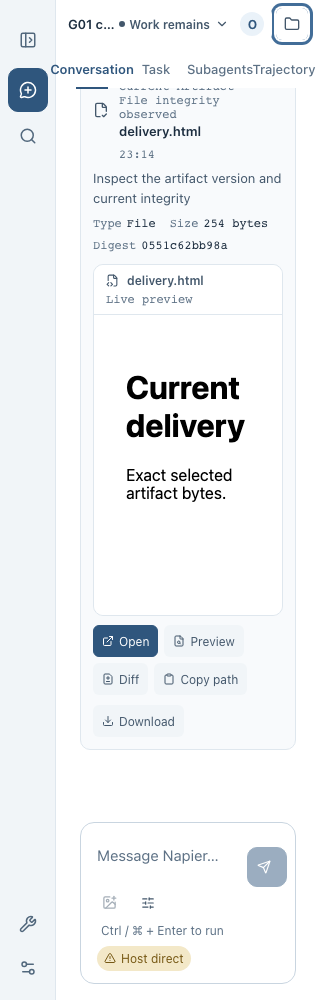 G01 c... Work remains O
Conversation Task Subagents Trajectory
Current Artifact
File integrity
observed
delivery.html
23:14
Inspect the artifact version and
current integrity
Type File Size 254 bytes
Digest 0551c62bb98a
delivery.html
Live preview
Current
delivery
Exact selected
artifact bytes.
Open Preview
Diff Copy path
Download
Message Napier...
Ctrl / ⌘ + Enter to run
Host direct